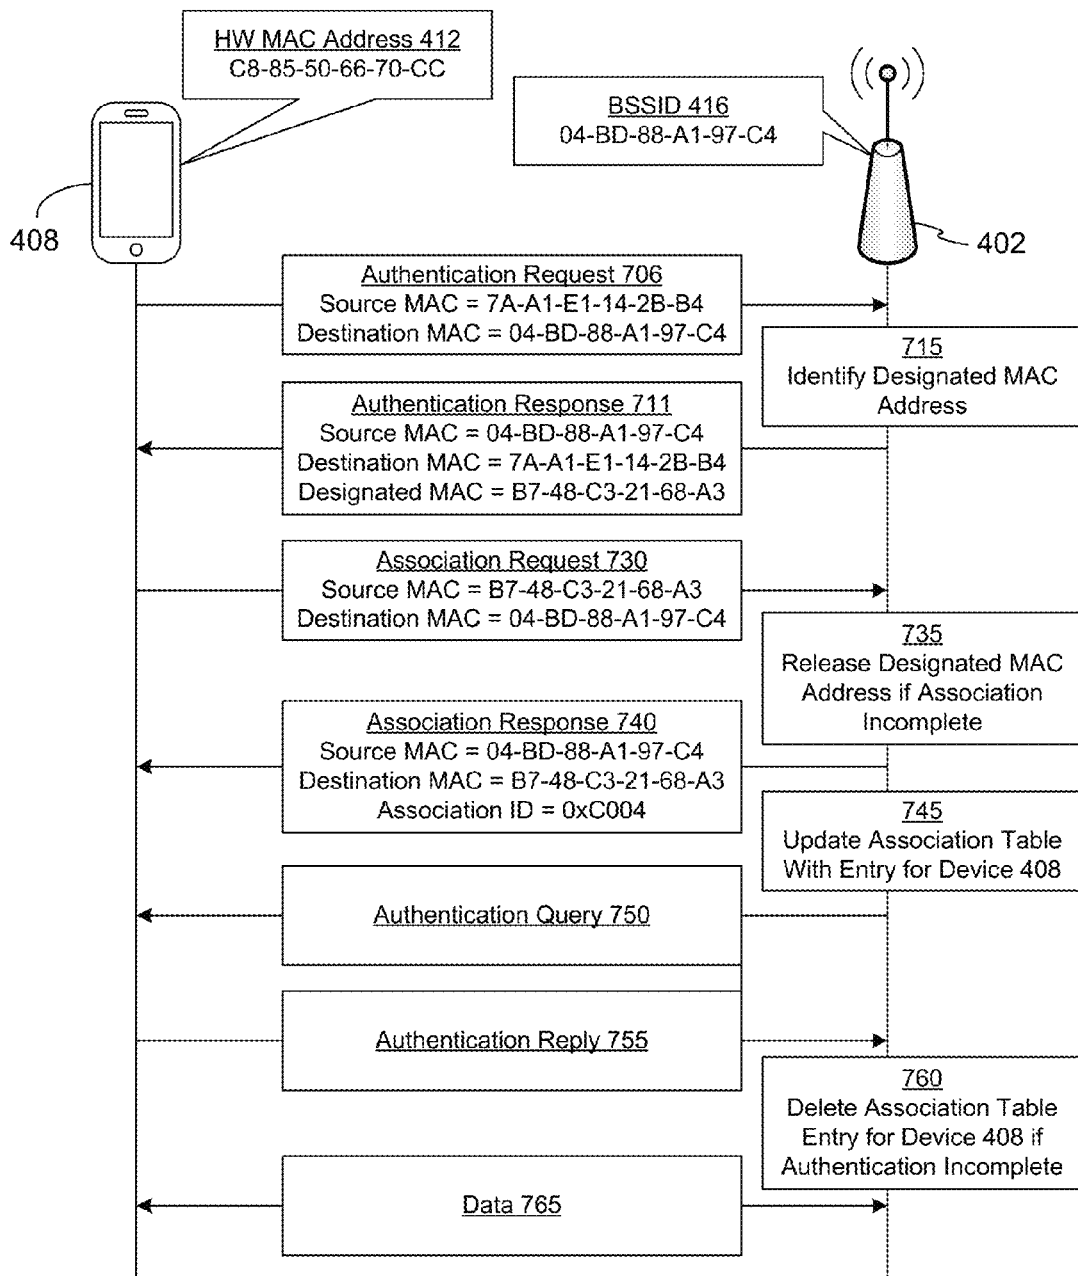 HW MAC Address 412
C8-85-50-66-70-CC
BSSID 416
04-BD-88-A1-97-C4
408
402
Authentication Request 706
Source MAC = 7A-A1-E1-14-2B-B4
Destination MAC = 04-BD-88-A1-97-C4
715
Identify Designated MAC
Address
Authentication Response 711
Source MAC = 04-BD-88-A1-97-C4
Destination MAC = 7A-A1-E1-14-2B-B4
Designated MAC = B7-48-C3-21-68-A3
Association Request 730
Source MAC = B7-48-C3-21-68-A3
Destination MAC = 04-BD-88-A1-97-C4
735
Release Designated MAC
Address if Association
Incomplete
Association Response 740
Source MAC = 04-BD-88-A1-97-C4
Destination MAC = B7-48-C3-21-68-A3
Association ID = 0xC004
745
Update Association Table
With Entry for Device 408
Authentication Query 750
Authentication Reply 755
760
Delete Association Table
Entry for Device 408 if
Authentication Incomplete
Data 765